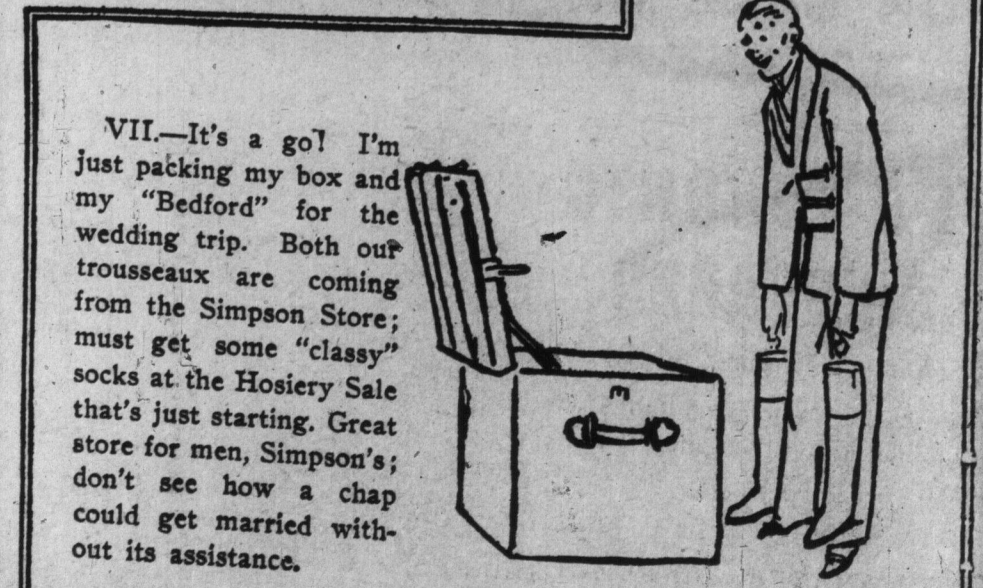 VII.—It's a go! I'm
just packing my box and
my "Bedford" for the
wedding trip. Both our
trousseaux are coming
from the Simpson Store;
must get some "classy"
socks at the Hosiery Sale
that's just starting. Great
store for men, Simpson's;
don't see how a chap
could get married with-
out its assistance.